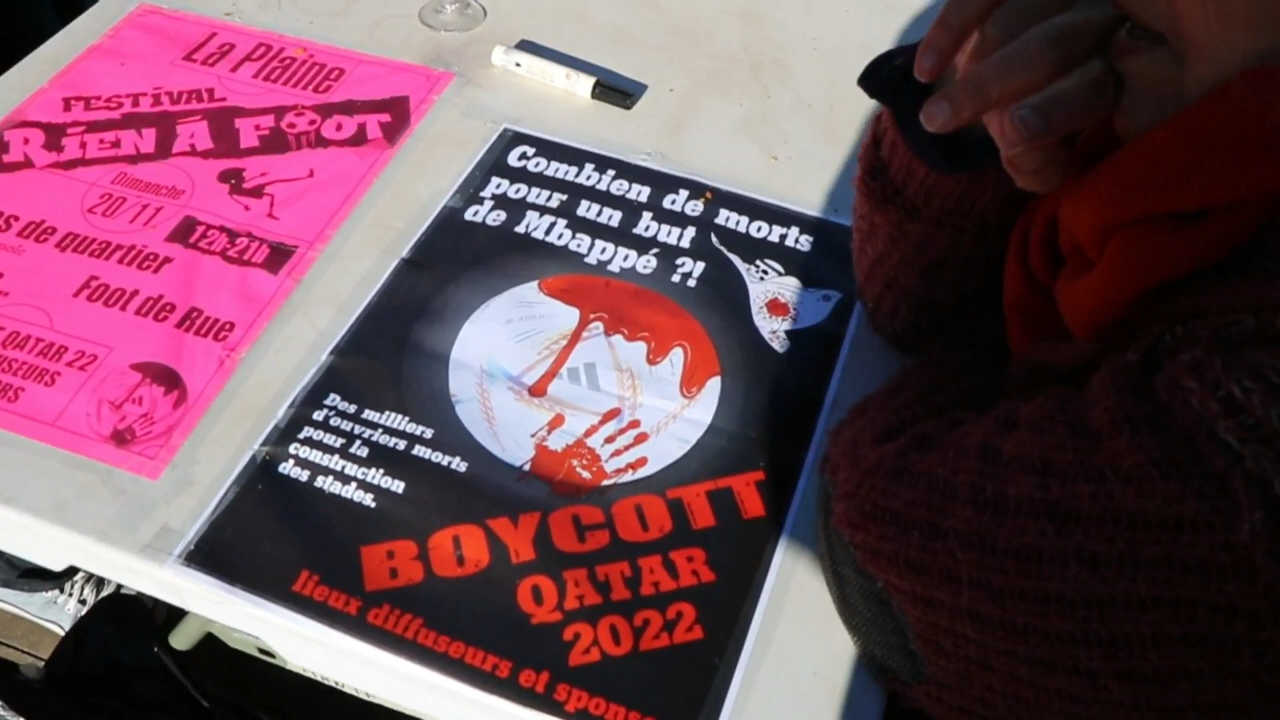 La Plaine
FESTIVAL
RIEN À FOOT
Dimanche
20/11
12h-21h
s de quartier
Foot de Rue
QATAR 22
USEURS
RS
Combien de morts
pour un but
de Mbappé ?!
Des milliers
d'ouvriers morts
pour la
construction
des stades.
BOYCOTT
QATAR
2022
lieux diffuseurs et spons